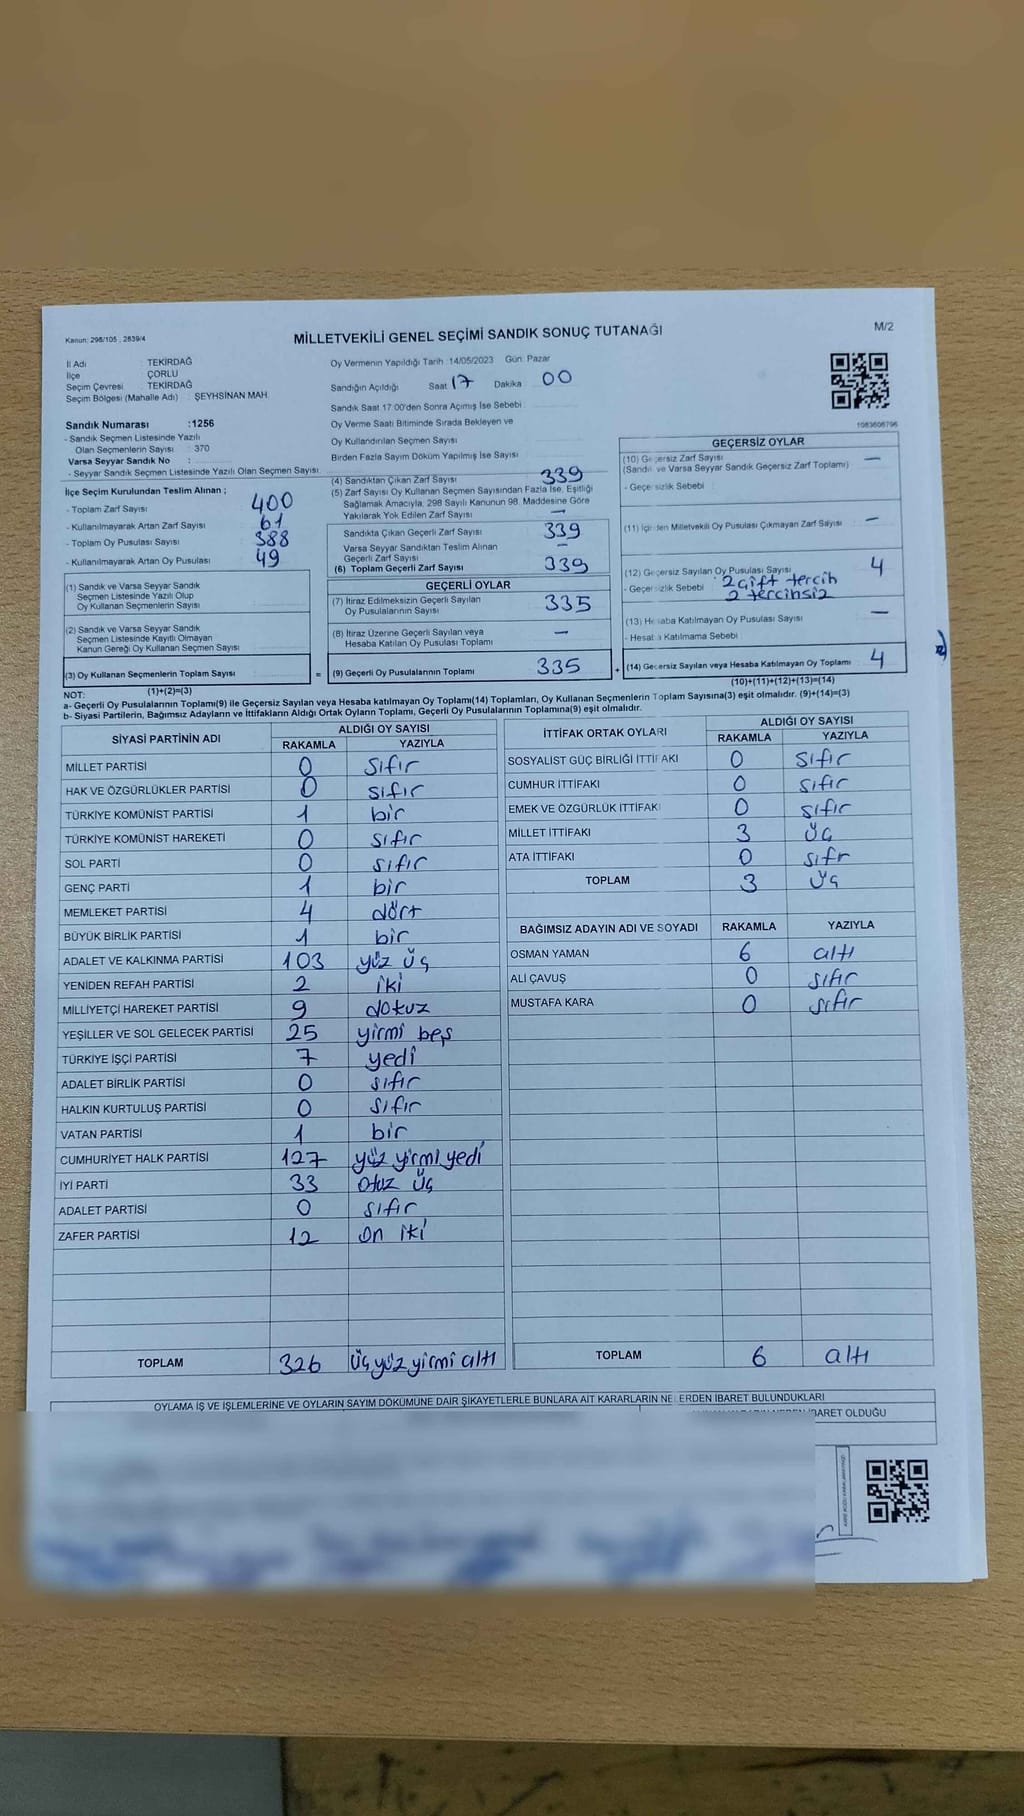 Kanun: 298/105 , 2839/4
MİLLETVEKİLİ GENEL SEÇİMİ SANDIK SONUÇ TUTANAĞI
M/2
İl Adı : TEKİRDAĞ
İlçe : ÇORLU
Seçim Çevresi : TEKİRDAĞ
Seçim Bölgesi (Mahalle Adı) : ŞEYHSİNAN MAH.
Oy Vermenin Yapıldığı Tarih :14/05/2023 Gün: Pazar
Sandığın Açıldığı Saat 17 Dakika 00
Sandık Saat 17:00'den Sonra Açımış İse Sebebi :
Oy Verme Saati Bitiminde Sırada Bekleyen ve
Oy Kullandırılan Seçmen Sayısı
Birden Fazla Sayım Döküm Yapılmış İse Sayısı
1083606796
Sandık Numarası :1256
- Sandık Seçmen Listesinde Yazılı
Olan Seçmenlerin Sayısı : 370
Varsa Seyyar Sandık No :
- Seyyar Sandık Seçmen Listesinde Yazılı Olan Seçmen Sayısı:
İlçe Seçim Kurulundan Teslim Alınan ;
- Toplam Zarf Sayısı 400
- Kullanılmayarak Artan Zarf Sayısı 61
- Toplam Oy Pusulası Sayısı 388
- Kullanılmayarak Artan Oy Pusulası 49
(1) Sandık ve Varsa Seyyar Sandık
Seçmen Listesinde Yazılı Olup
Oy Kullanan Seçmenlerin Sayısı
(2) Sandık ve Varsa Seyyar Sandık
Seçmen Listesinde Kayıtlı Olmayan
Kanun Gereği Oy Kullanan Seçmen Sayısı
(3) Oy Kullanan Seçmenlerin Toplam Sayısı =
(4) Sandıktan Çıkan Zarf Sayısı 339
(5) Zarf Sayısı Oy Kullanan Seçmen Sayısından Fazla İse, Eşitliği
Sağlamak Amacıyla, 298 Sayılı Kanunun 98. Maddesine Göre
Yakılarak Yok Edilen Zarf Sayısı —
Sandıkta Çıkan Geçerli Zarf Sayısı 339
Varsa Seyyar Sandıktan Teslim Alınan
Geçerli Zarf Sayısı —
(6) Toplam Geçerli Zarf Sayısı 339
GEÇERLİ OYLAR
(7) İtiraz Edilmeksizin Geçerli Sayılan
Oy Pusulalarının Sayısı 335
(8) İtiraz Üzerine Geçerli Sayılan veya
Hesaba Katılan Oy Pusulası Toplamı —
(9) Geçerli Oy Pusulalarının Toplamı 335 +
GEÇERSİZ OYLAR
(10) Geçersiz Zarf Sayısı —
(Sandık ve Varsa Seyyar Sandık Geçersiz Zarf Toplamı)
- Geçersizlik Sebebi :
(11) İçinden Milletvekili Oy Pusulası Çıkmayan Zarf Sayısı —
(12) Geçersiz Sayılan Oy Pusulası Sayısı 4
- Geçersizlik Sebebi : 2 çift tercih
2 tercihsiz
(13) Hesaba Katılmayan Oy Pusulası Sayısı —
- Hesaba Katılmama Sebebi
(14) Gecersiz Sayılan veya Hesaba Katılmayan Oy Toplamı 4
NOT: (1)+(2)=(3)
(10)+(11)+(12)+(13)=(14)
a- Geçerli Oy Pusulalarının Toplamı(9) ile Geçersiz Sayılan veya Hesaba katılmayan Oy Toplamı(14) Toplamları, Oy Kullanan Seçmenlerin Toplam Sayısına(3) eşit olmalıdır. (9)+(14)=(3)
b- Siyasi Partilerin, Bağımsız Adayların ve İttifakların Aldığı Ortak Oyların Toplamı, Geçerli Oy Pusulalarının Toplamına(9) eşit olmalıdır.
SİYASİ PARTİNİN ADI ALDIĞI OY SAYISI
RAKAMLA YAZIYLA
MİLLET PARTİSİ 0 sıfır
HAK VE ÖZGÜRLÜKLER PARTİSİ 0 sıfır
TÜRKİYE KOMÜNİST PARTİSİ 1 bir
TÜRKİYE KOMÜNİST HAREKETİ 0 sıfır
SOL PARTİ 0 sıfır
GENÇ PARTİ 1 bir
MEMLEKET PARTİSİ 4 dört
BÜYÜK BİRLİK PARTİSİ 1 bir
ADALET VE KALKINMA PARTİSİ 103 yüz üç
YENİDEN REFAH PARTİSİ 2 iki
MİLLİYETÇİ HAREKET PARTİSİ 9 dokuz
YEŞİLLER VE SOL GELECEK PARTİSİ 25 yirmi beş
TÜRKİYE İŞÇİ PARTİSİ 7 yedi
ADALET BİRLİK PARTİSİ 0 sıfır
HALKIN KURTULUŞ PARTİSİ 0 sıfır
VATAN PARTİSİ 1 bir
CUMHURİYET HALK PARTİSİ 127 yüz yirmi yedi
İYİ PARTİ 33 otuz üç
ADALET PARTİSİ 0 sıfır
ZAFER PARTİSİ 12 on iki
TOPLAM 326 üçyüz yirmi altı
İTTİFAK ORTAK OYLARI ALDIĞI OY SAYISI
RAKAMLA YAZIYLA
SOSYALİST GÜÇ BİRLİĞİ İTTİFAKI 0 sıfır
CUMHUR İTTİFAKI 0 sıfır
EMEK VE ÖZGÜRLÜK İTTİFAKI 0 sıfır
MİLLET İTTİFAKI 3 üç
ATA İTTİFAKI 0 sıfr
TOPLAM 3 üç
BAĞIMSIZ ADAYIN ADI VE SOYADI RAKAMLA YAZIYLA
OSMAN YAMAN 6 altı
ALİ ÇAVUŞ 0 sıfır
MUSTAFA KARA 0 sıfır
TOPLAM 6 altı
OYLAMA İŞ VE İŞLEMLERİNE VE OYLARIN SAYIM DÖKÜMÜNE DAİR ŞİKAYETLERLE BUNLARA AİT KARARLARIN NELERDEN İBARET BULUNDUKLARI
İBARET OLDUĞU